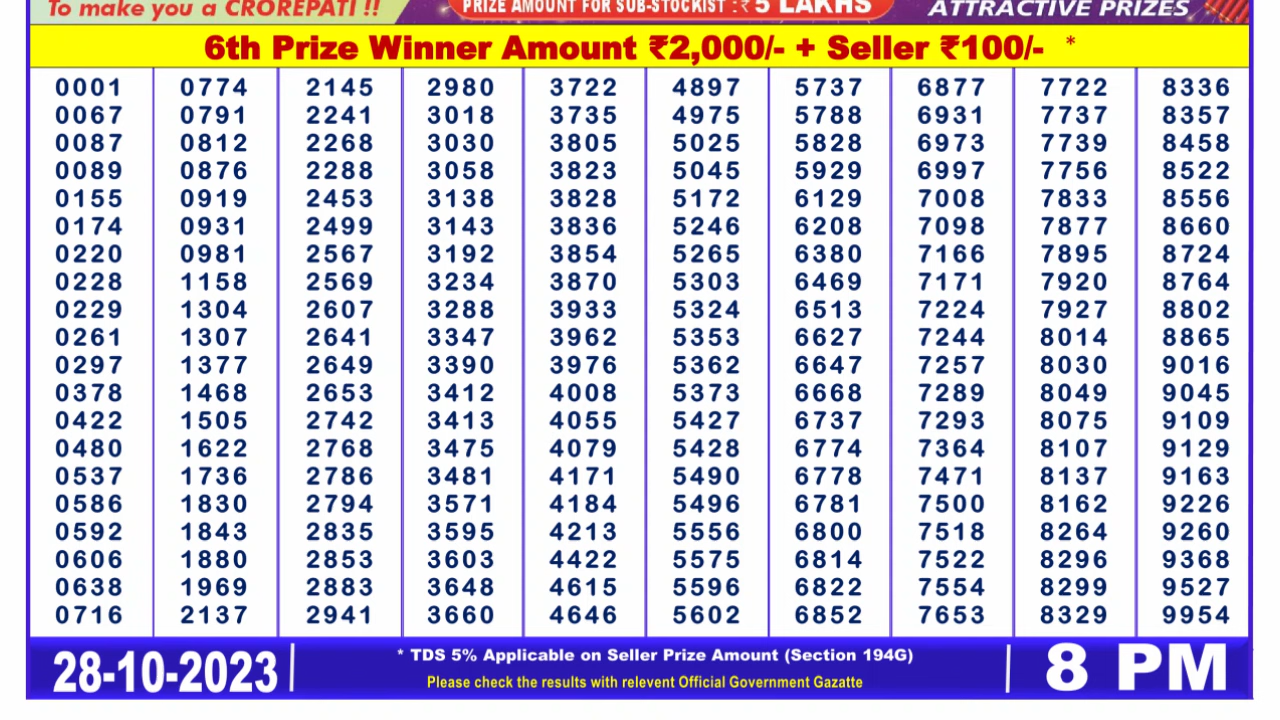 To make you a CROREPATI !!
PRIZE AMOUNT FOR SUB-STOCKIST : ₹ 5 LAKHS
ATTRACTIVE PRIZES
6th Prize Winner Amount ₹2,000/- + Seller ₹100/- *
0001 0774 2145 2980 3722 4897 5737 6877 7722 8336
0067 0791 2241 3018 3735 4975 5788 6931 7737 8357
0087 0812 2268 3030 3805 5025 5828 6973 7739 8458
0089 0876 2288 3058 3823 5045 5929 6997 7756 8522
0155 0919 2453 3138 3828 5172 6129 7008 7833 8556
0174 0931 2499 3143 3836 5246 6208 7098 7877 8660
0220 0981 2567 3192 3854 5265 6380 7166 7895 8724
0228 1158 2569 3234 3870 5303 6469 7171 7920 8764
0229 1304 2607 3288 3933 5324 6513 7224 7927 8802
0261 1307 2641 3347 3962 5353 6627 7244 8014 8865
0297 1377 2649 3390 3976 5362 6647 7257 8030 9016
0378 1468 2653 3412 4008 5373 6668 7289 8049 9045
0422 1505 2742 3413 4055 5427 6737 7293 8075 9109
0480 1622 2768 3475 4079 5428 6774 7364 8107 9129
0537 1736 2786 3481 4171 5490 6778 7471 8137 9163
0586 1830 2794 3571 4184 5496 6781 7500 8162 9226
0592 1843 2835 3595 4213 5556 6800 7518 8264 9260
0606 1880 2853 3603 4422 5575 6814 7522 8296 9368
0638 1969 2883 3648 4615 5596 6822 7554 8299 9527
0716 2137 2941 3660 4646 5602 6852 7653 8329 9954
28-10-2023
* TDS 5% Applicable on Seller Prize Amount (Section 194G)
Please check the results with relevent Official Government Gazatte
8 PM